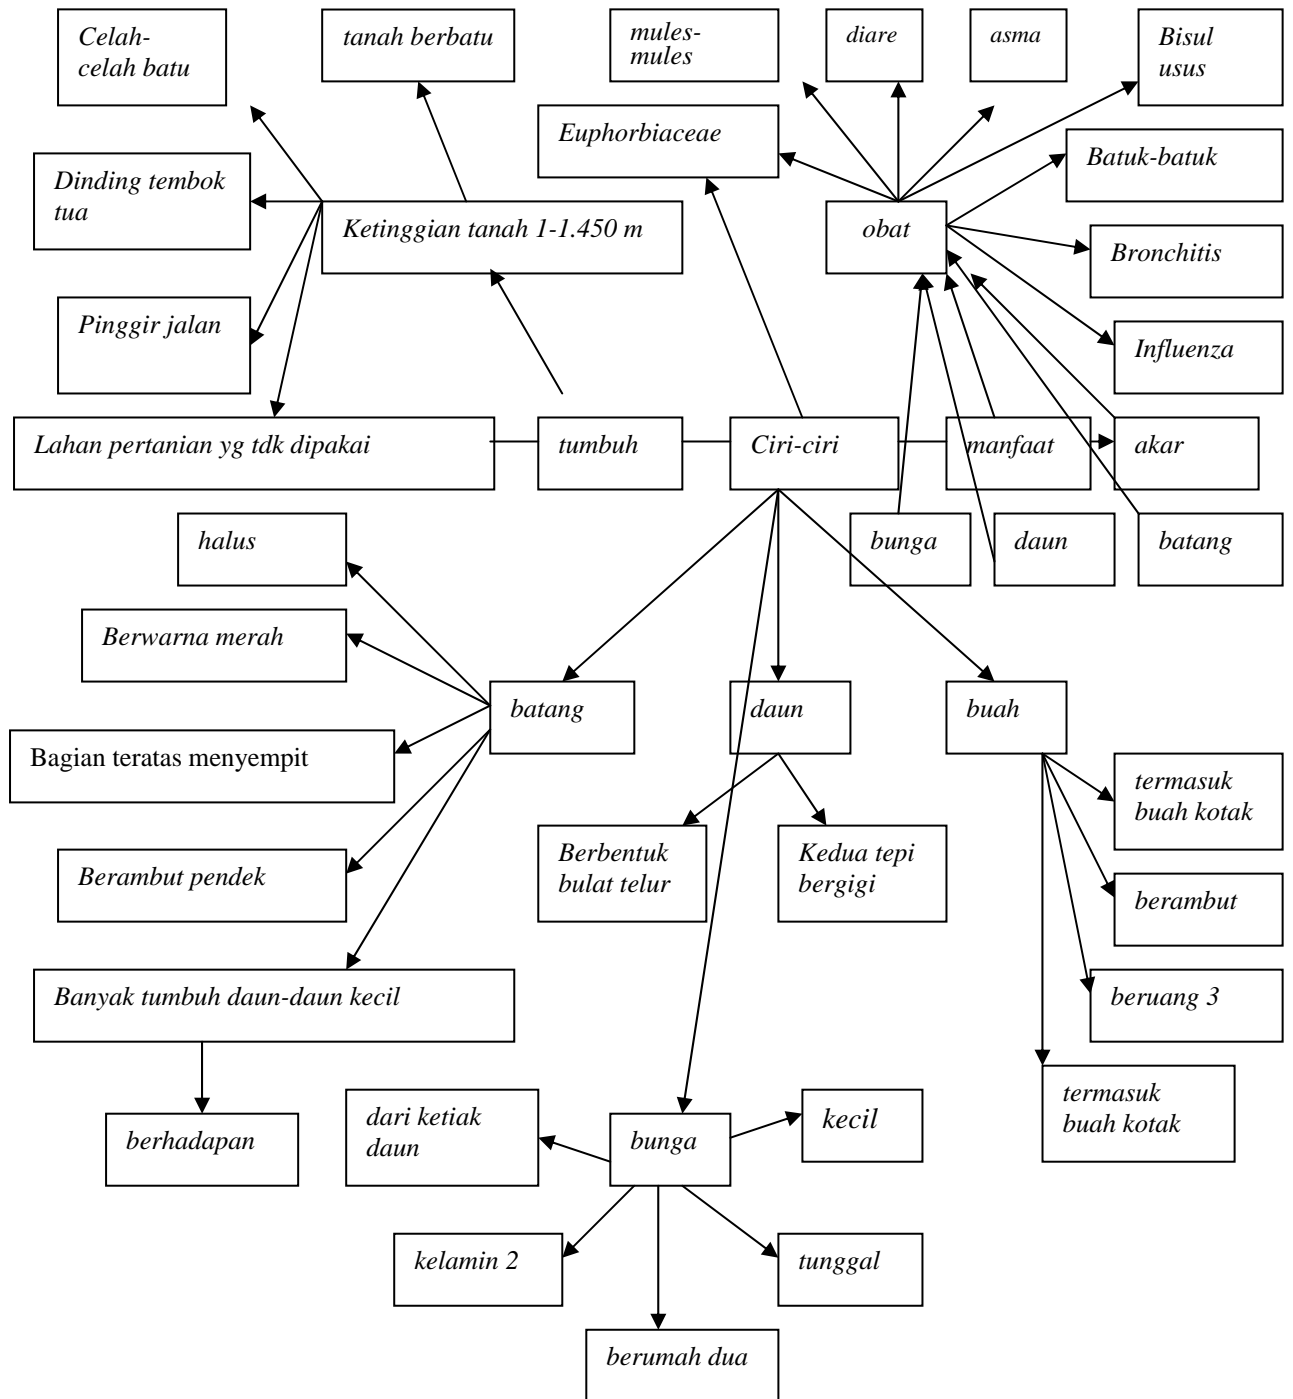 Celah-
celah batu
tanah berbatu
mules-
mules
diare
asma
Bisul
usus
Euphorbiaceae
Batuk-batuk
Dinding tembok
tua
Ketinggian tanah 1-1.450 m
obat
Bronchitis
Pinggir jalan
Influenza
Lahan pertanian yg tdk dipakai
tumbuh
Ciri-ciri
manfaat
akar
halus
bunga
daun
batang
Berwarna merah
batang
daun
buah
Bagian teratas menyempit
termasuk
buah kotak
Berambut pendek
Berbentuk
bulat telur
Kedua tepi
bergigi
berambut
Banyak tumbuh daun-daun kecil
beruang 3
termasuk
buah kotak
berhadapan
dari ketiak
daun
bunga
kecil
kelamin 2
tunggal
berumah dua